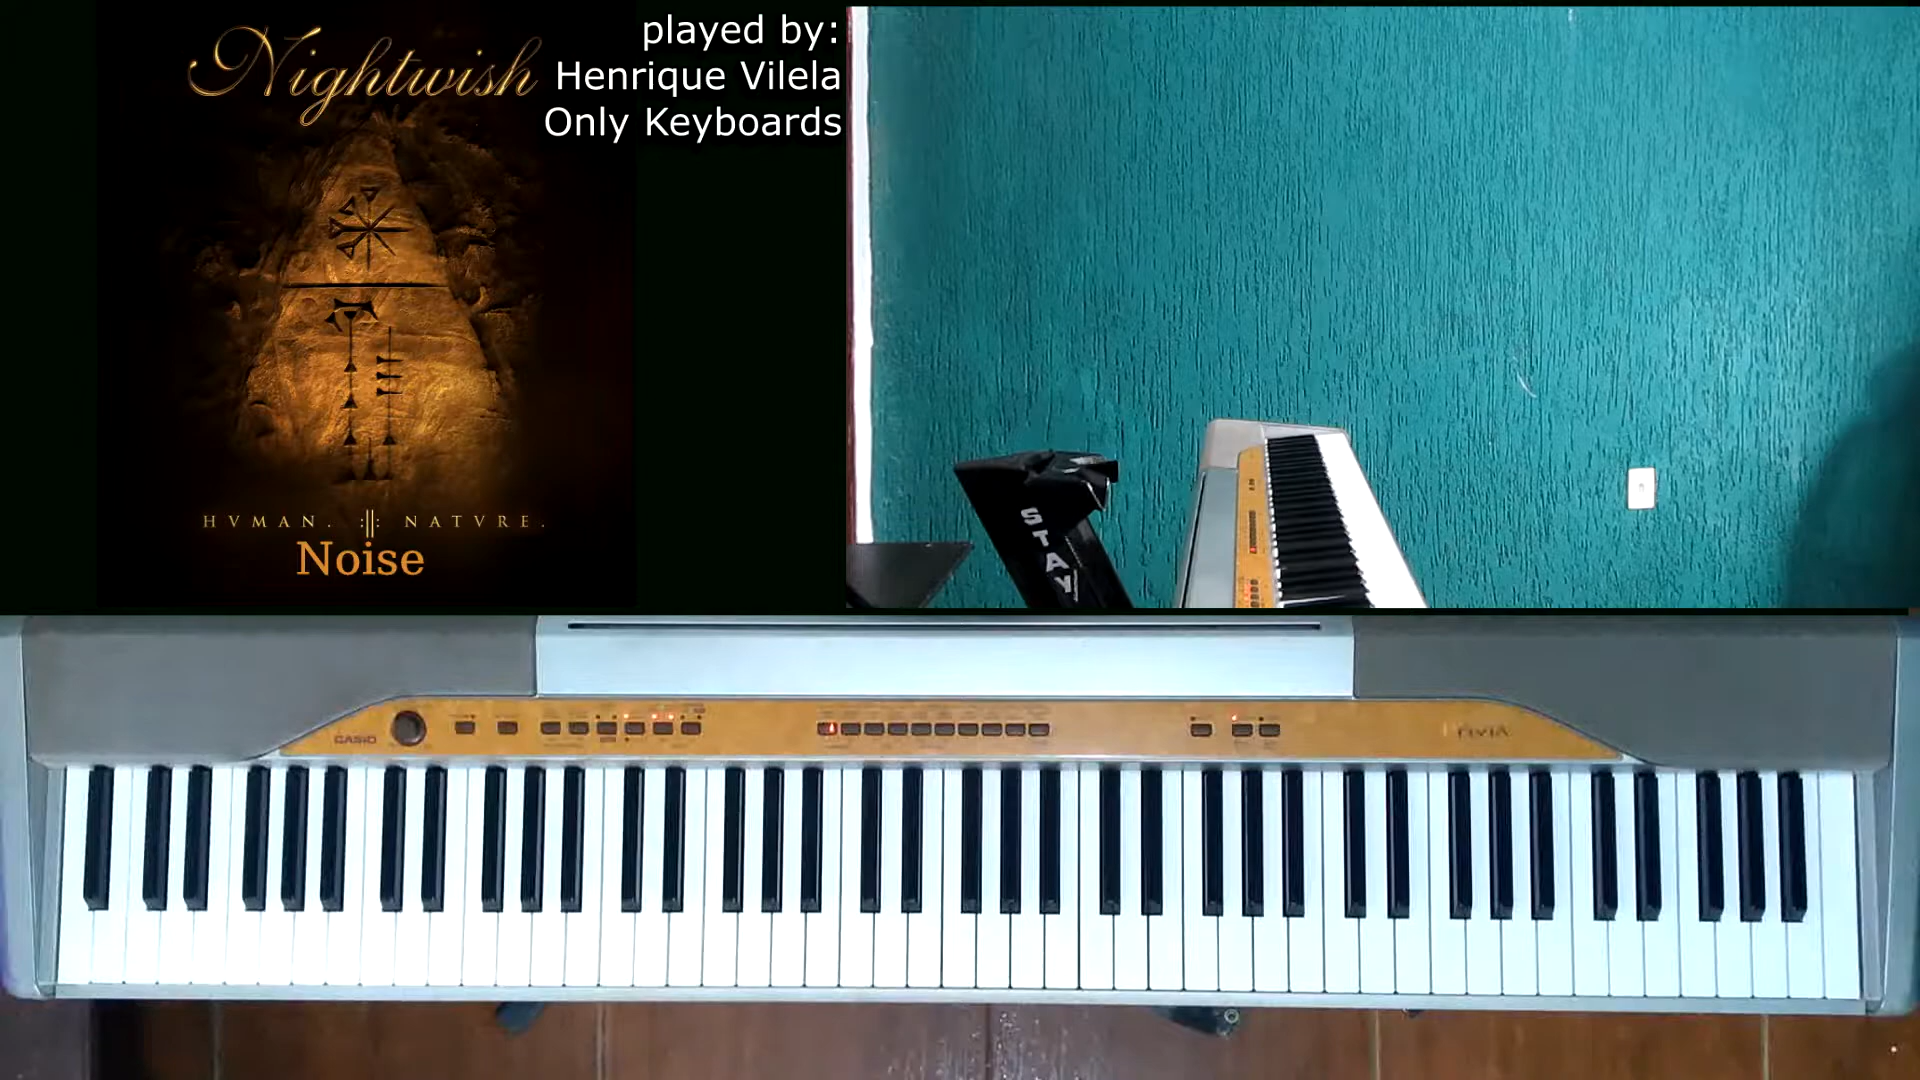 Nightwish
played by:
Henrique Vilela
Only Keyboards
HVMAN. :||: NATVRE.
Noise
STAY
CASIO